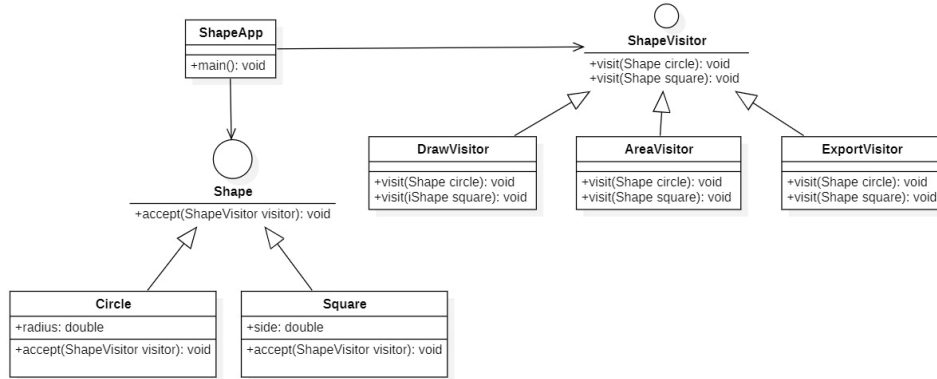 ShapeApp
+main(): void
ShapeVisitor
+visit(Shape circle): void
+visit(Shape square): void
DrawVisitor
+visit(Shape circle): void
+visit(iShape square): void
AreaVisitor
+visit(Shape circle): void
+visit(Shape square): void
ExportVisitor
+visit(Shape circle): void
+visit(Shape square): void
Shape
+accept(ShapeVisitor visitor): void
Circle
+radius: double
+accept(ShapeVisitor visitor): void
Square
+side: double
+accept(ShapeVisitor visitor): void